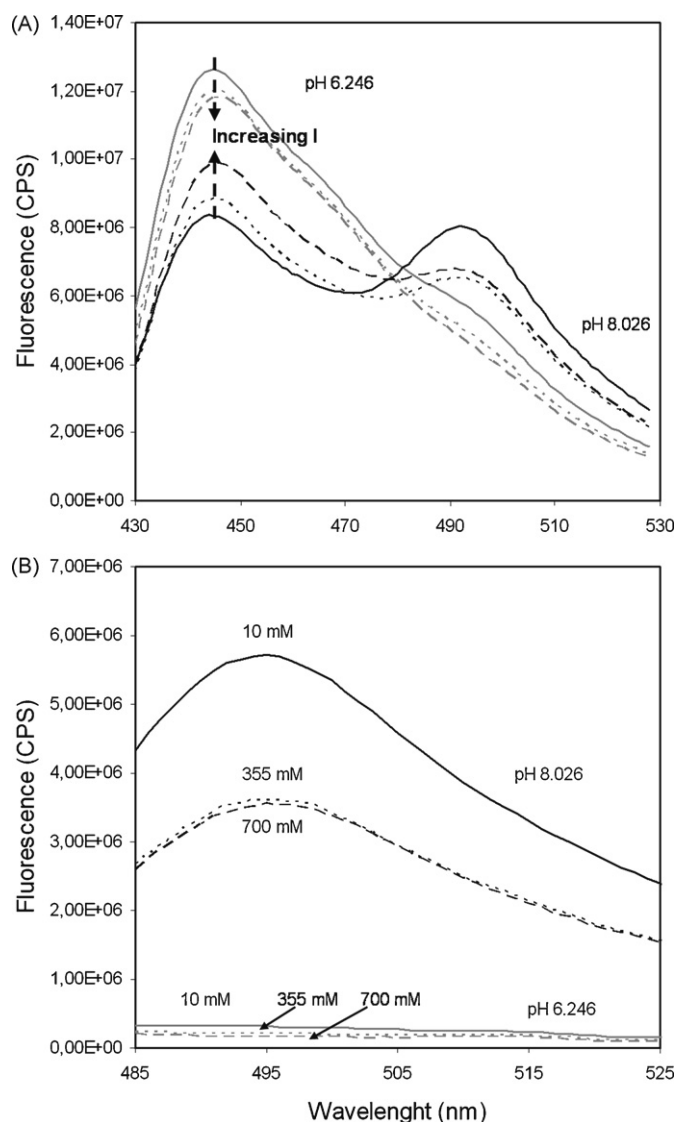 (A)
1,40E+07
1,20E+07
1,00E+07
8,00E+06
6,00E+06
4,00E+06
2,00E+06
0,00E+00
Fluorescence (CPS)
pH 6.246
Increasing I
pH 8.026
430 450 470 490 510 530
(B)
7,00E+06
6,00E+06
5,00E+06
4,00E+06
3,00E+06
2,00E+06
1,00E+06
0,00E+00
Fluorescence (CPS)
10 mM
pH 8.026
355 mM
700 mM
10 mM 355 mM 700 mM pH 6.246
485 495 505 515 525
Wavelenght (nm)